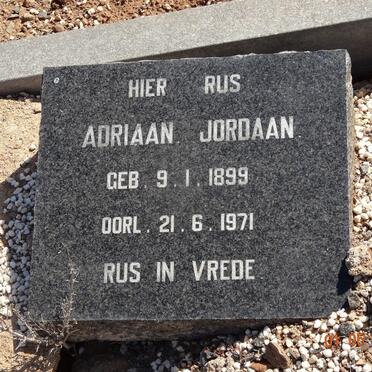 HIER RUS
ADRIAAN JORDAAN
GEB. 9.1.1899
OORL. 21.6.1971
RUS IN VREDE